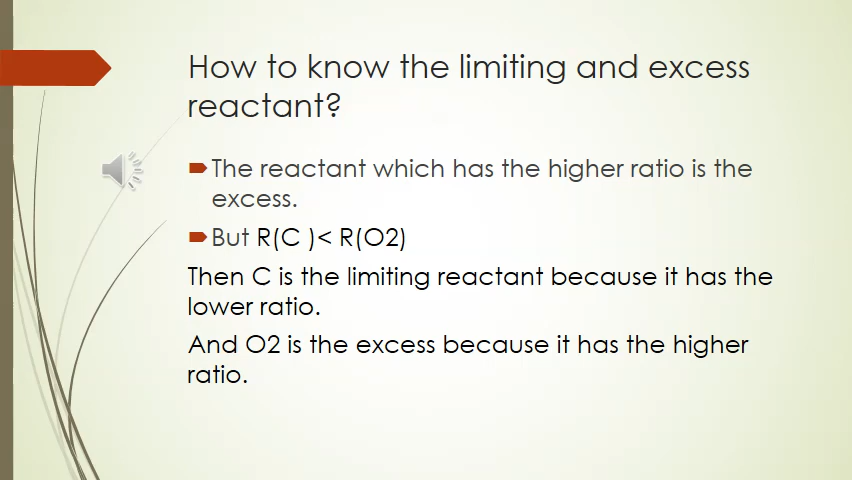 How to know the limiting and excess
reactant?
The reactant which has the higher ratio is the
excess.
But R(C )< R(O2)
Then C is the limiting reactant because it has the
lower ratio.
And O2 is the excess because it has the higher
ratio.